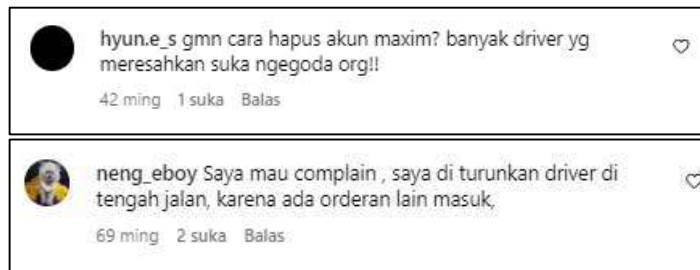 hyun.e_s gmn cara hapus akun maxim? banyak driver yg
meresahkan suka ngegoda org!!
42 ming 1 suka Balas
neng_eboy Saya mau complain , saya di turunkan driver di
tengah jalan, karena ada orderan lain masuk,
69 ming 2 suka Balas